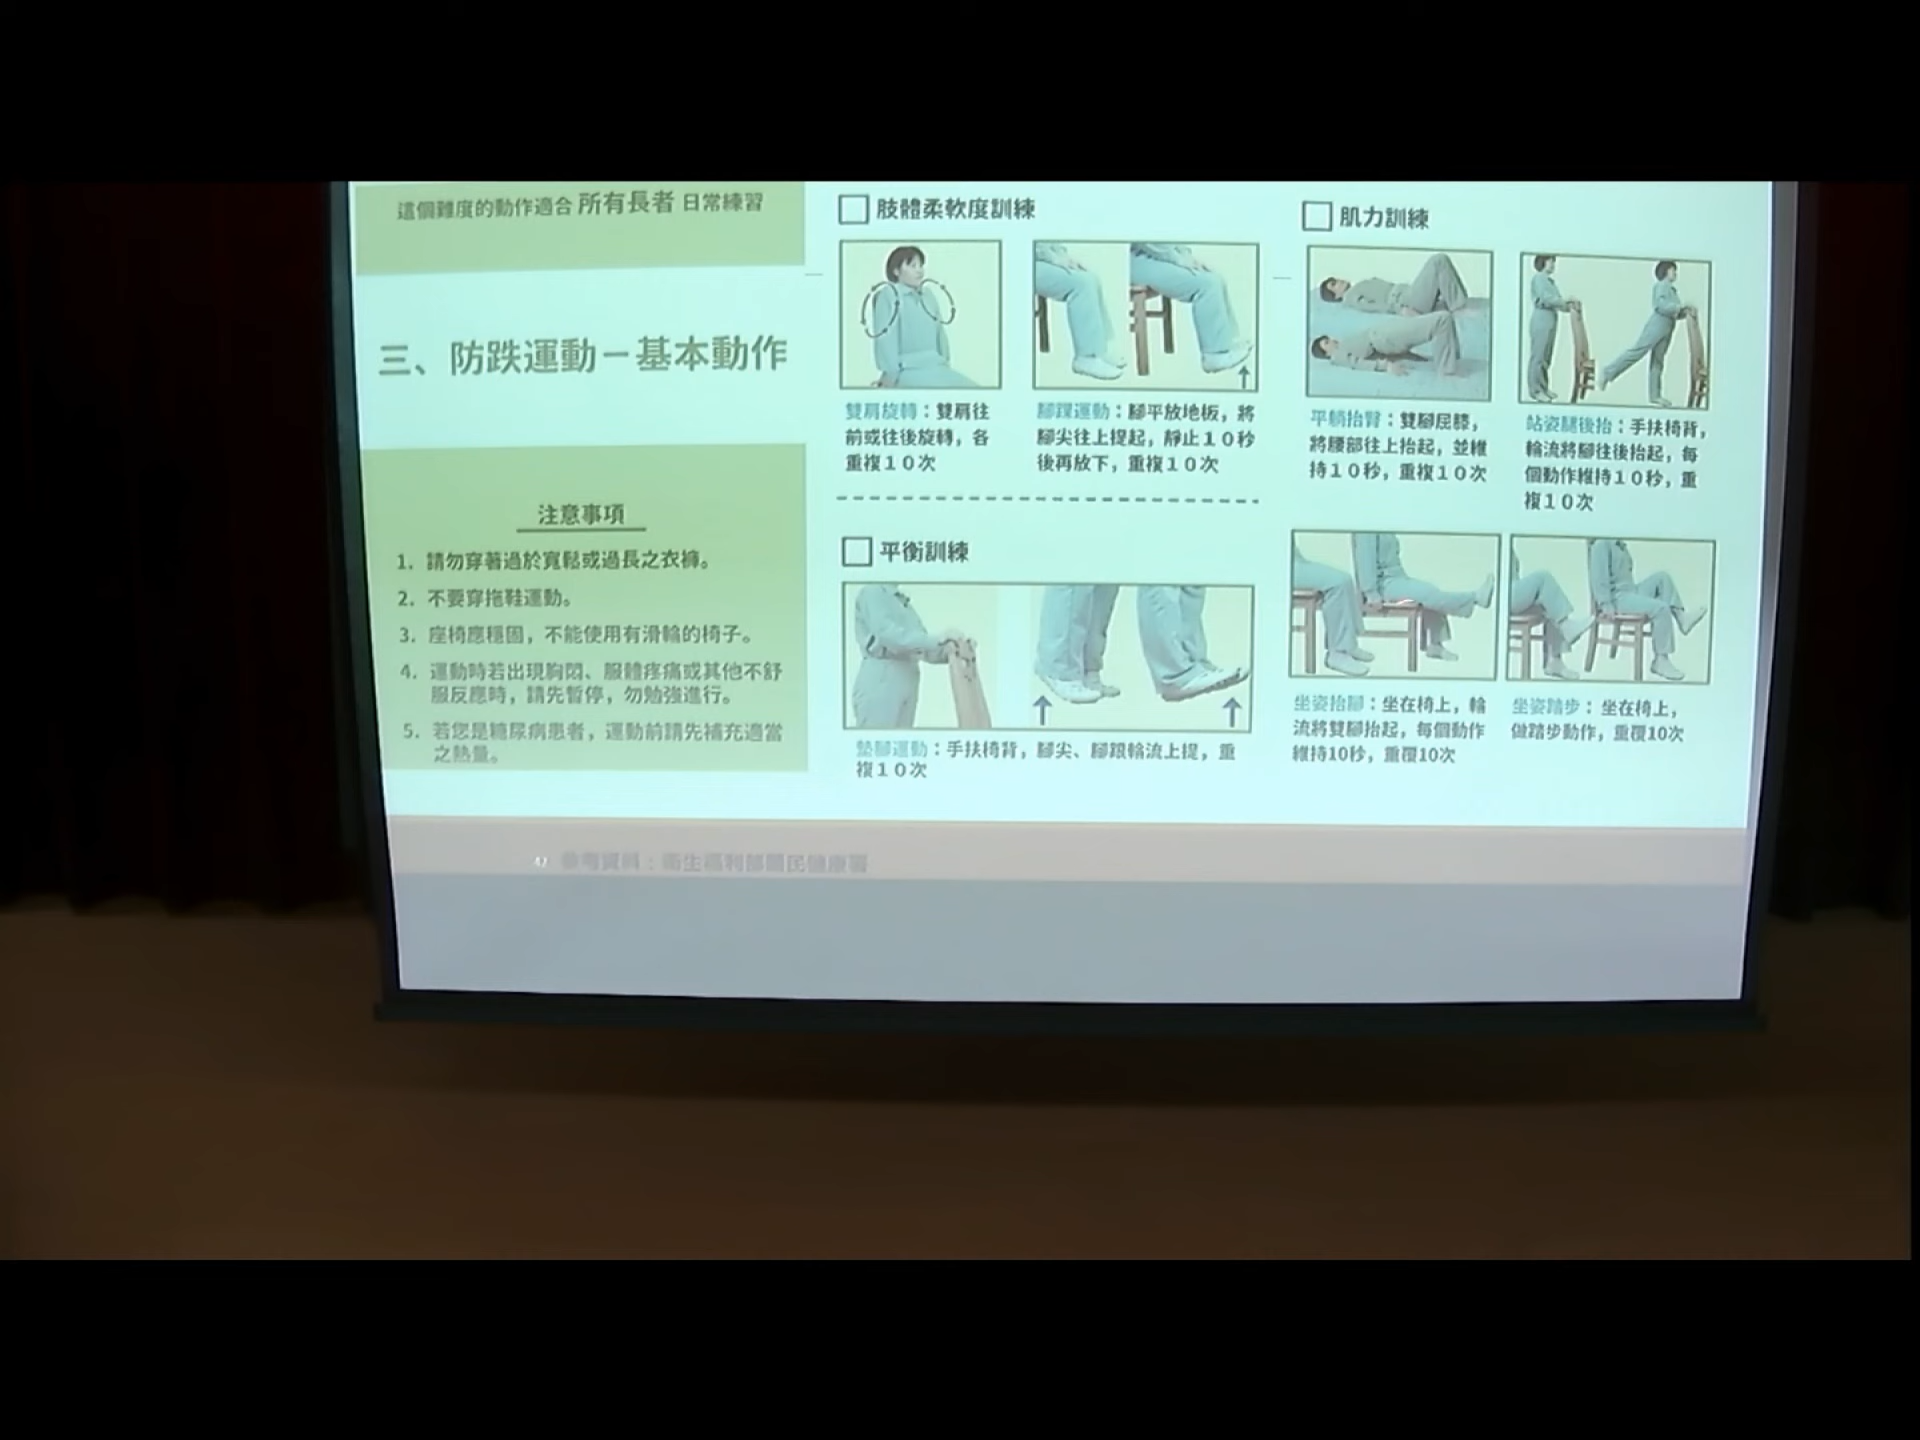 這個難度的動作適合 所有長者 日常練習
三、防跌運動－基本動作
注意事項
1. 請勿穿著過於寬鬆或過長之衣褲。
2. 不要穿拖鞋運動。
3. 座椅應穩固，不能使用有滑輪的椅子。
4. 運動時若出現胸悶、服體疼痛或其他不舒
服反應時，請先暫停，勿勉強進行。
5. 若您是糖尿病患者，運動前請先補充適當
之熱量。
肢體柔軟度訓練
雙肩旋轉：雙肩往
前或往後旋轉，各
重複１０次
腳踝運動：腳平放地板，將
腳尖往上提起，靜止１０秒
後再放下，重複１０次
平衡訓練
墊腳運動：手扶椅背，腳尖、腳跟輪流上提，重
複１０次
肌力訓練
平躺抬臀：雙腳屈膝，
將腰部往上抬起，並維
持１０秒，重複１０次
站姿腿後抬：手扶椅背，
輪流將腳往後抬起，每
個動作維持１０秒，重
複１０次
坐姿抬腳：坐在椅上，輪
流將雙腳抬起，每個動作
維持10秒，重覆10次
坐姿踏步：坐在椅上，
做踏步動作，重覆10次
47 參考資料：衛生福利部國民健康署